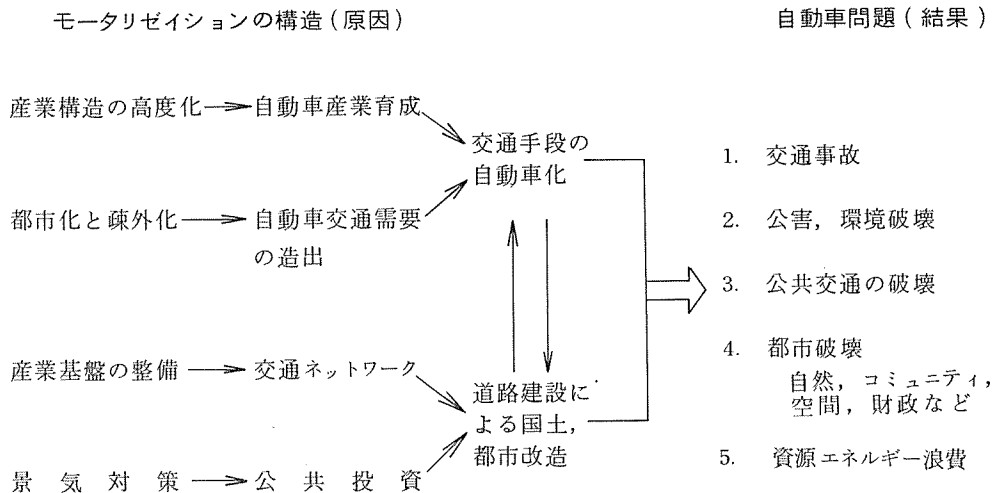 モータリゼイションの構造(原因)
自動車問題(結果)
産業構造の高度化
自動車産業育成
都市化と疎外化
自動車交通需要
の造出
産業基盤の整備
交通ネットワーク
景気対策
公共投資
交通手段の
自動車化
道路建設に
よる国土,
都市改造
1. 交通事故
2. 公害, 環境破壊
3. 公共交通の破壊
4. 都市破壊
自然, コミュニティ,
空間, 財政など
5. 資源エネルギー浪費